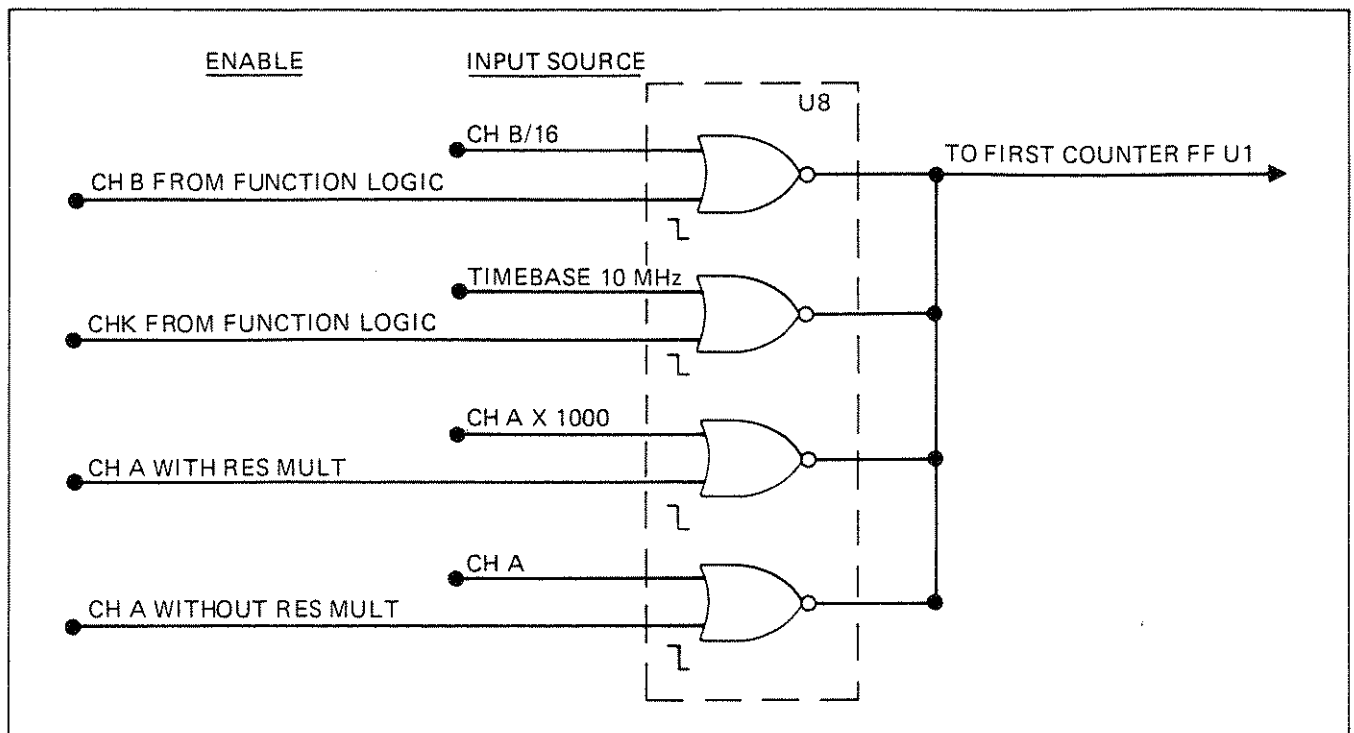 ENABLE
INPUT SOURCE
U8
CH B/16
TO FIRST COUNTER FF U1
CH B FROM FUNCTION LOGIC
TIMEBASE 10 MHz
CHK FROM FUNCTION LOGIC
CH A X 1000
CH A WITH RES MULT
CH A
CH A WITHOUT RES MULT